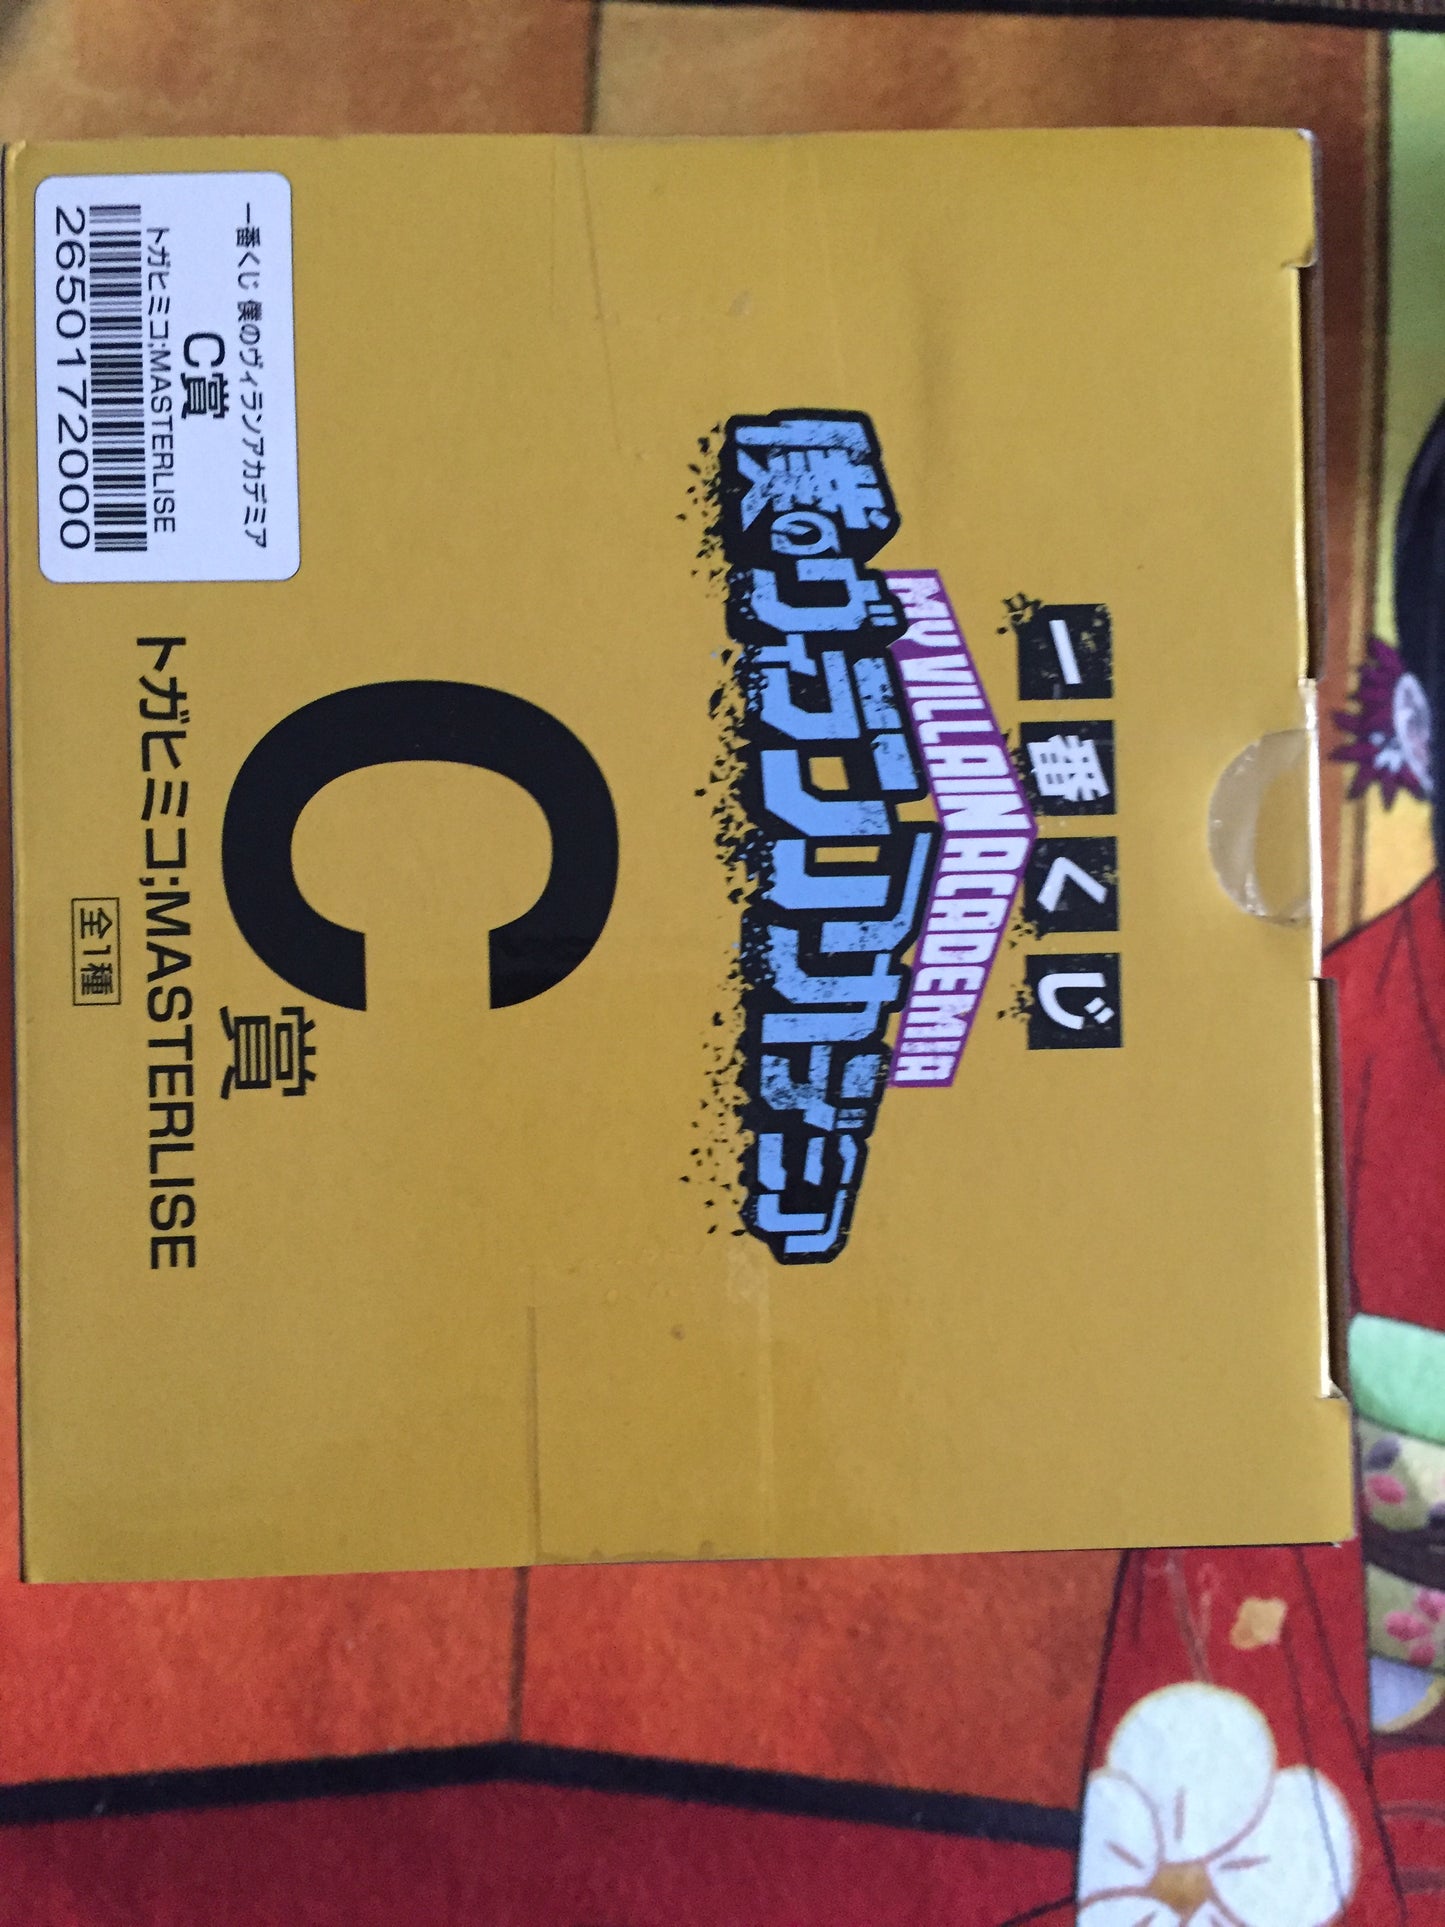 一番くじ
MY VILLAIN ACADEMIA
僕のヴィランアカデミア
C賞
トガヒミコ;MASTERLISE
全1種
一番くじ 僕のヴィランアカデミア
C賞
トガヒミコ;MASTERLISE
2650172000